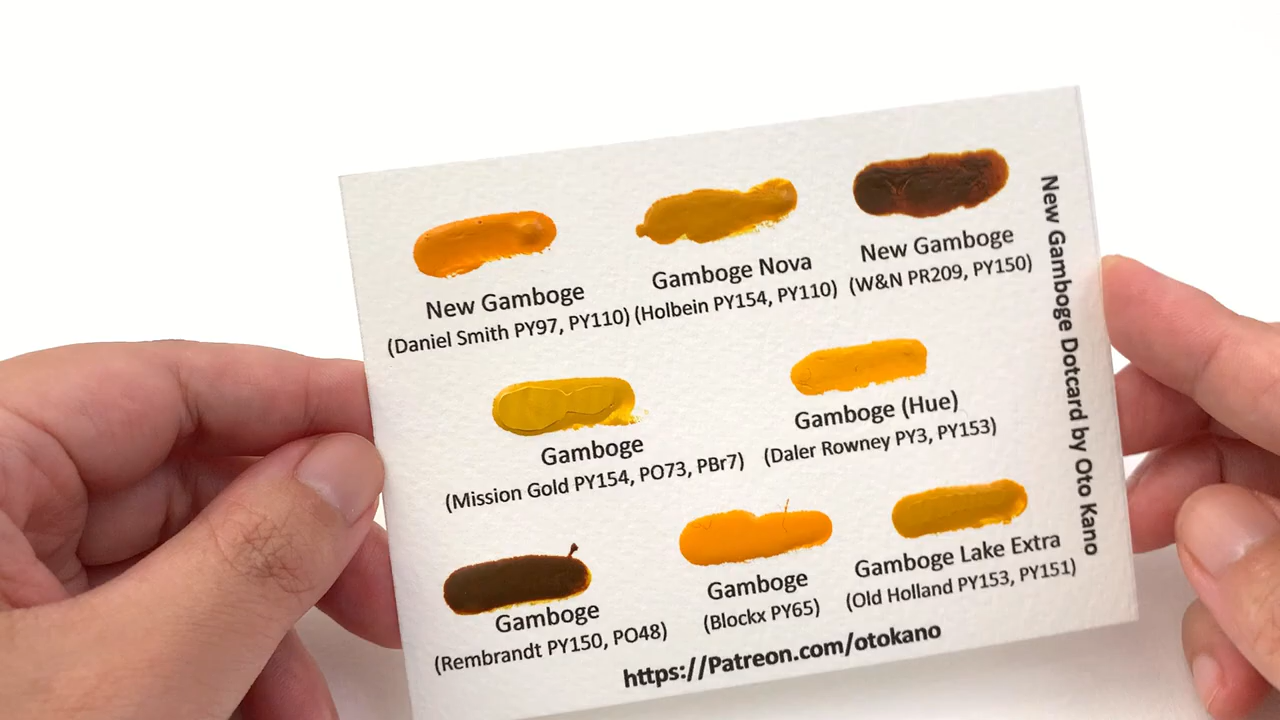 New Gamboge
(Daniel Smith PY97, PY110)
Gamboge Nova
(Holbein PY154, PY110)
New Gamboge
(W&N PR209, PY150)
Gamboge
(Mission Gold PY154, PO73, PBr7)
Gamboge (Hue)
(Daler Rowney PY3, PY153)
Gamboge
(Rembrandt PY150, PO48)
Gamboge
(Blockx PY65)
Gamboge Lake Extra
(Old Holland PY153, PY151)
https://Patreon.com/otokano
New Gamboge Dotcard by Oto Kano